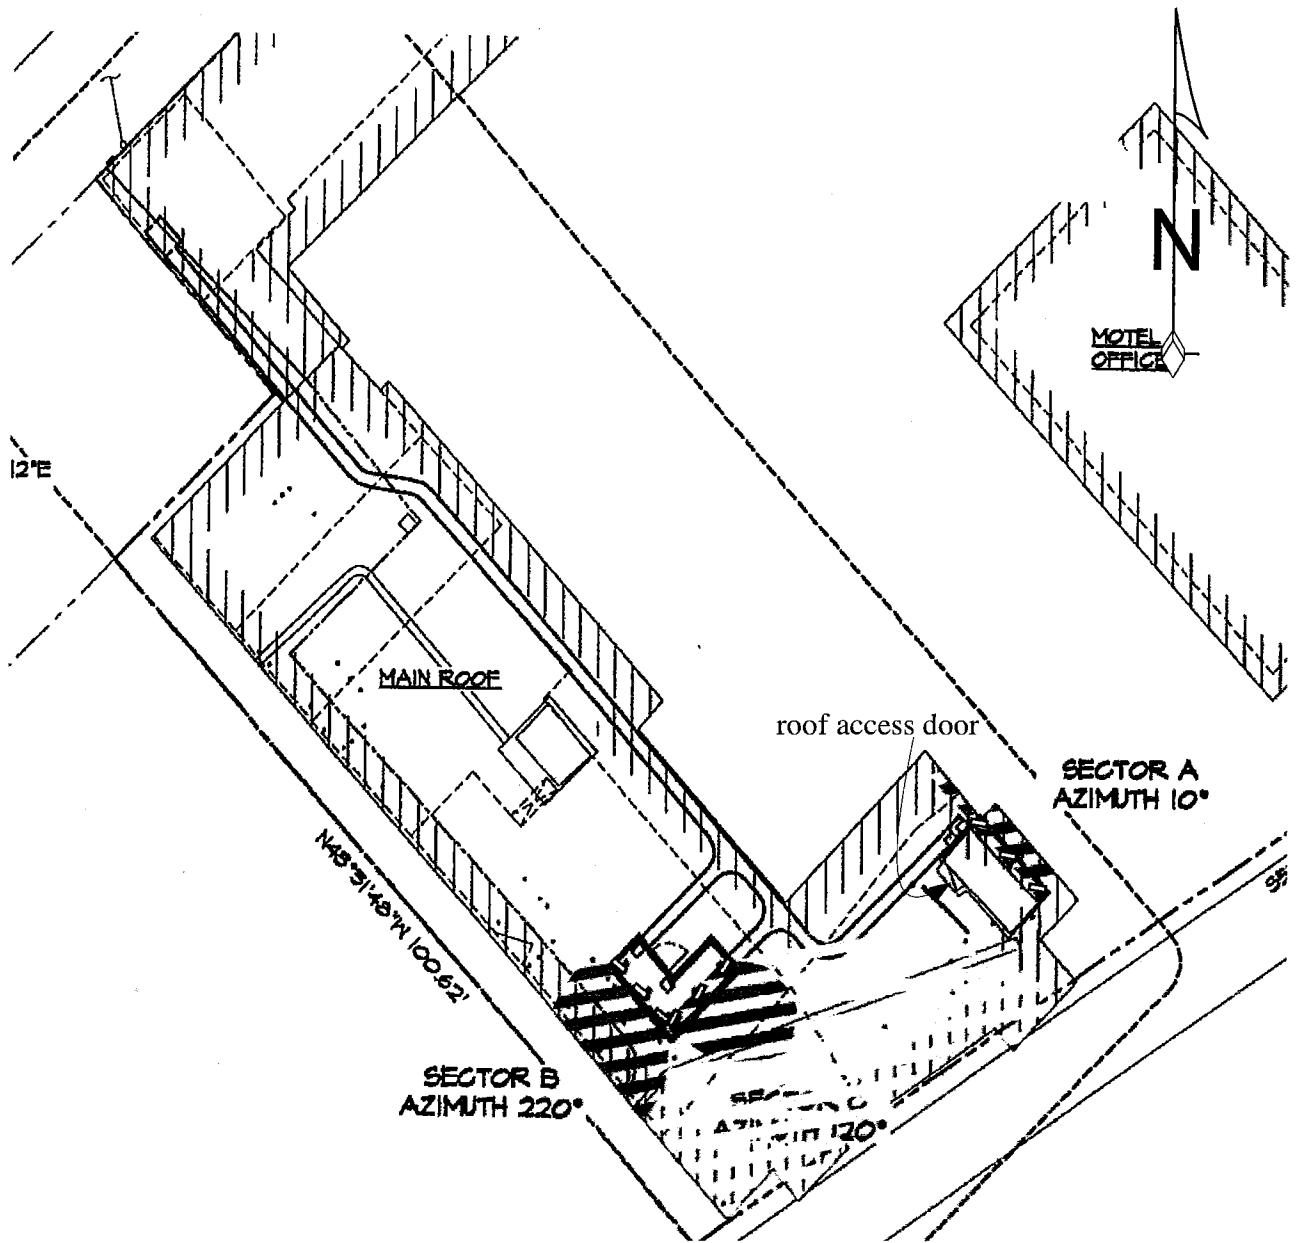 N
MOTEL
OFFICE
12"E
MAIN ROOF
roof access door
SECTOR A
AZIMUTH 10°
N48°31'48"W 100.62'
SECTOR B
AZIMUTH 220°
120°